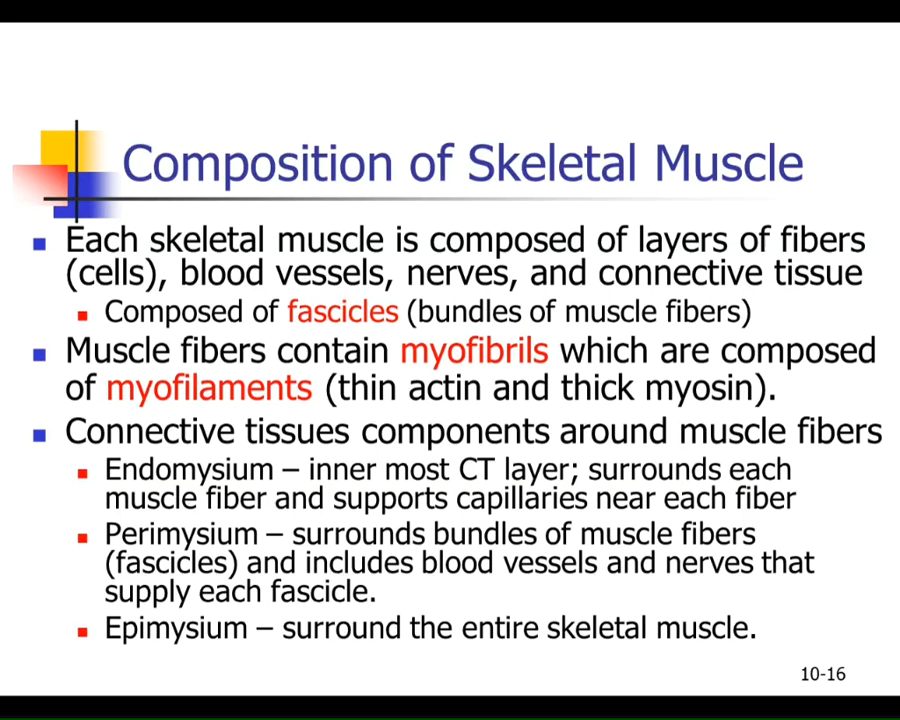 Composition of Skeletal Muscle
Each skeletal muscle is composed of layers of fibers
(cells), blood vessels, nerves, and connective tissue
Composed of fascicles (bundles of muscle fibers)
Muscle fibers contain myofibrils which are composed
of myofilaments (thin actin and thick myosin).
Connective tissues components around muscle fibers
Endomysium – inner most CT layer; surrounds each
muscle fiber and supports capillaries near each fiber
Perimysium – surrounds bundles of muscle fibers
(fascicles) and includes blood vessels and nerves that
supply each fascicle.
Epimysium – surround the entire skeletal muscle.
10-16